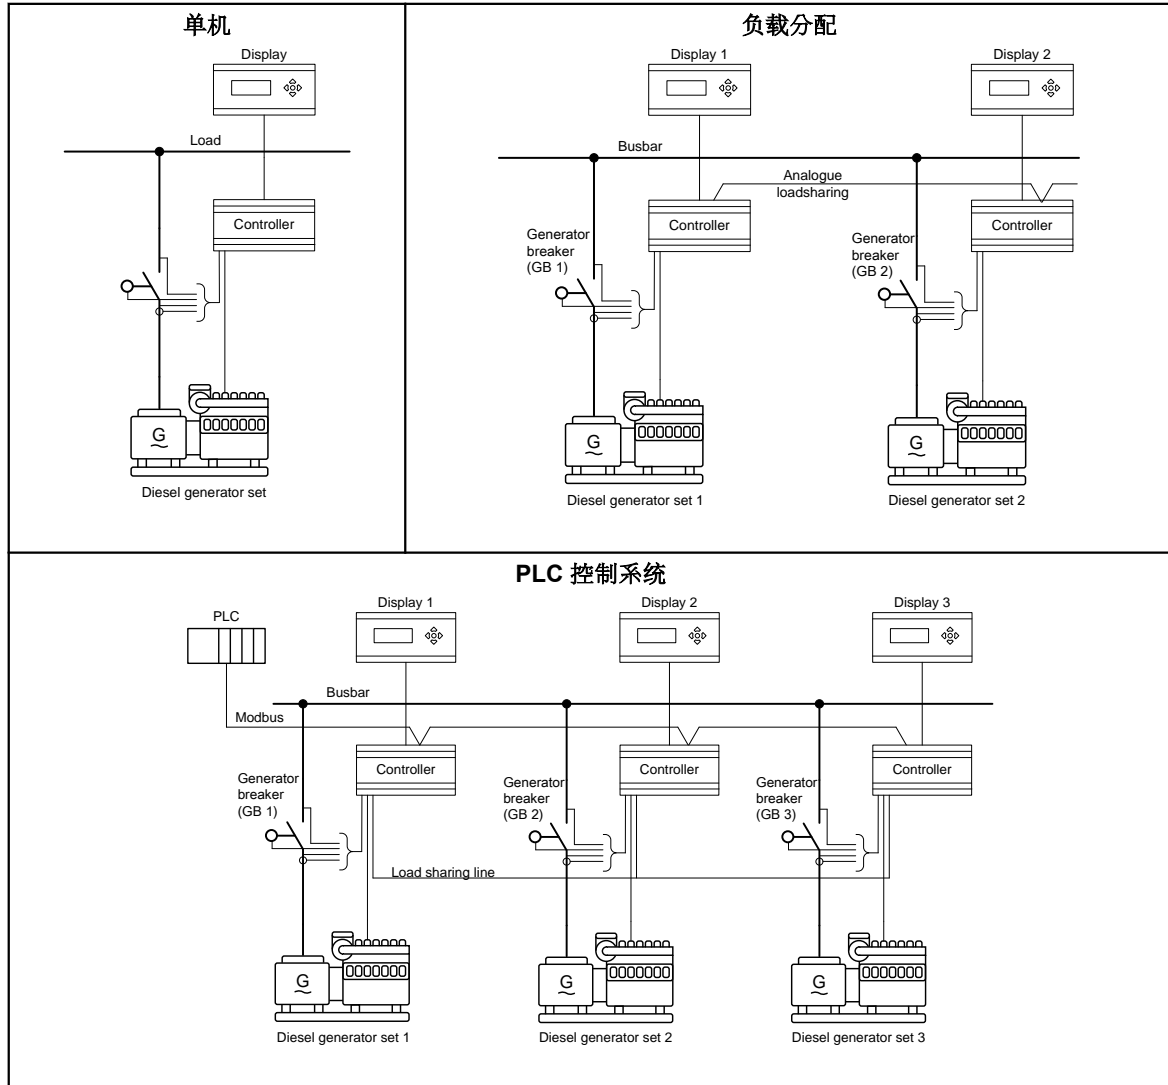 单机
Display
Load
Controller
G
Diesel generator set
负载分配
Display 1
Display 2
Busbar
Analogue
loadsharing
Controller
Controller
Generator
breaker
(GB 1)
Generator
breaker
(GB 2)
G
G
Diesel generator set 1
Diesel generator set 2
PLC 控制系统
PLC
Display 1
Display 2
Display 3
Busbar
Modbus
Controller
Controller
Controller
Generator
breaker
(GB 1)
Generator
breaker
(GB 2)
Generator
breaker
(GB 3)
Load sharing line
G
G
G
Diesel generator set 1
Diesel generator set 2
Diesel generator set 3